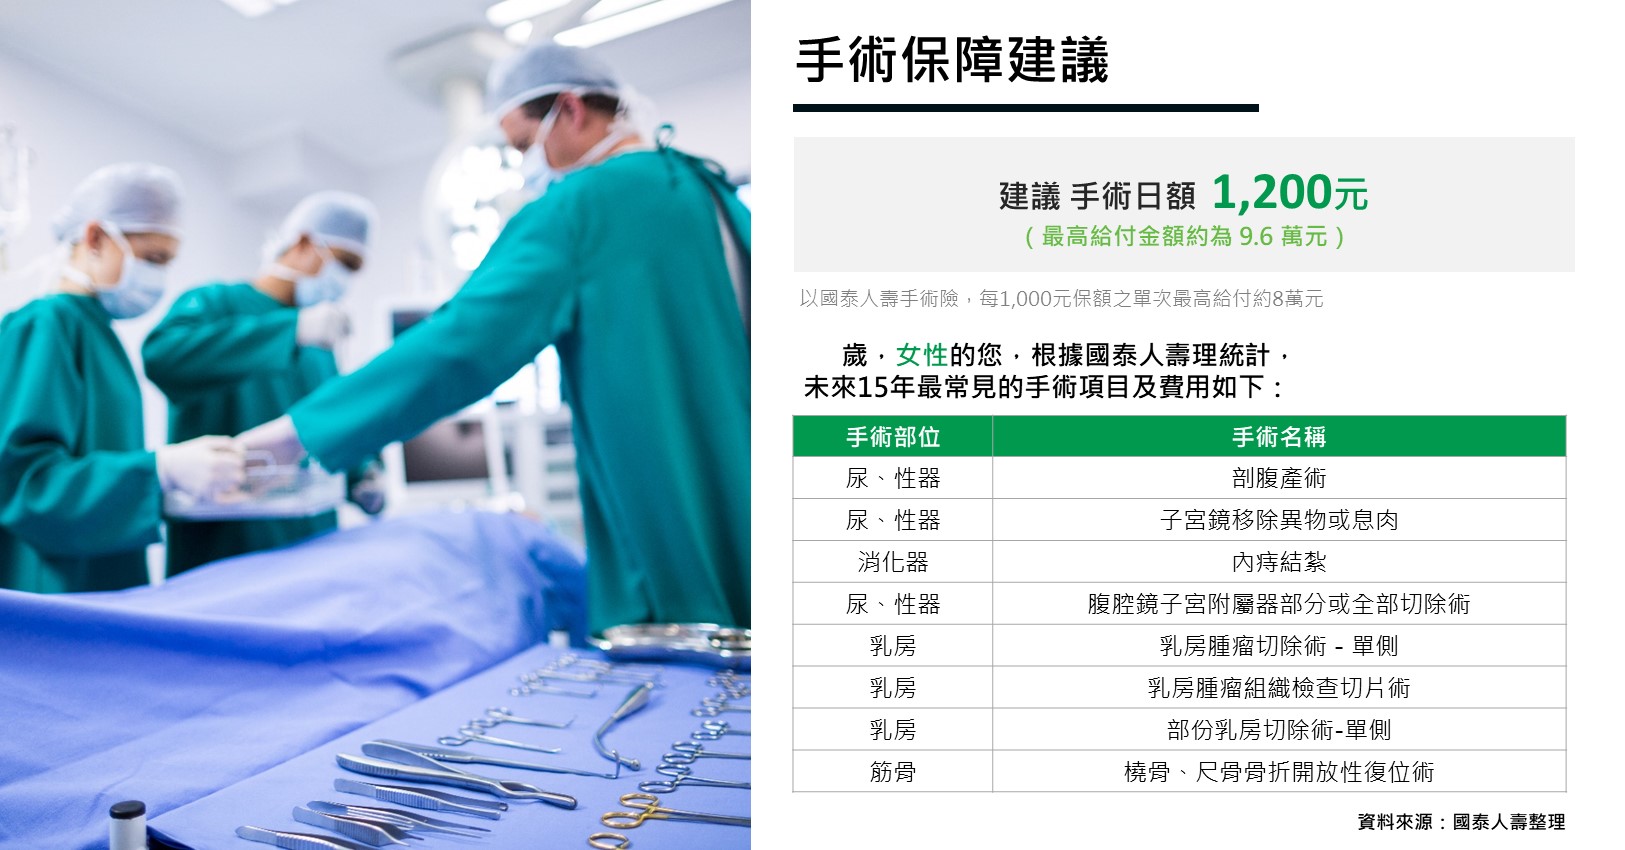 手術保障建議
建議 手術日額 1,200元
( 最高給付金額約為 9.6 萬元 )
以國泰人壽手術險，每1,000元保額之單次最高給付約8萬元
歲，女性的您，根據國泰人壽理統計，
未來15年最常見的手術項目及費用如下：
手術部位 手術名稱
尿、性器 剖腹產術
尿、性器 子宮鏡移除異物或息肉
消化器 內痔結紮
尿、性器 腹腔鏡子宮附屬器部分或全部切除術
乳房 乳房腫瘤切除術 - 單側
乳房 乳房腫瘤組織檢查切片術
乳房 部份乳房切除術-單側
筋骨 橈骨、尺骨骨折開放性復位術
資料來源：國泰人壽整理